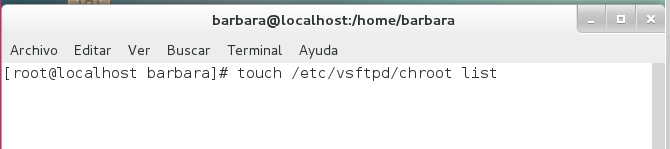 barbara@localhost:/home/barbara
Archivo Editar Ver Buscar Terminal Ayuda
[root@localhost barbara]# touch /etc/vsftpd/chroot list